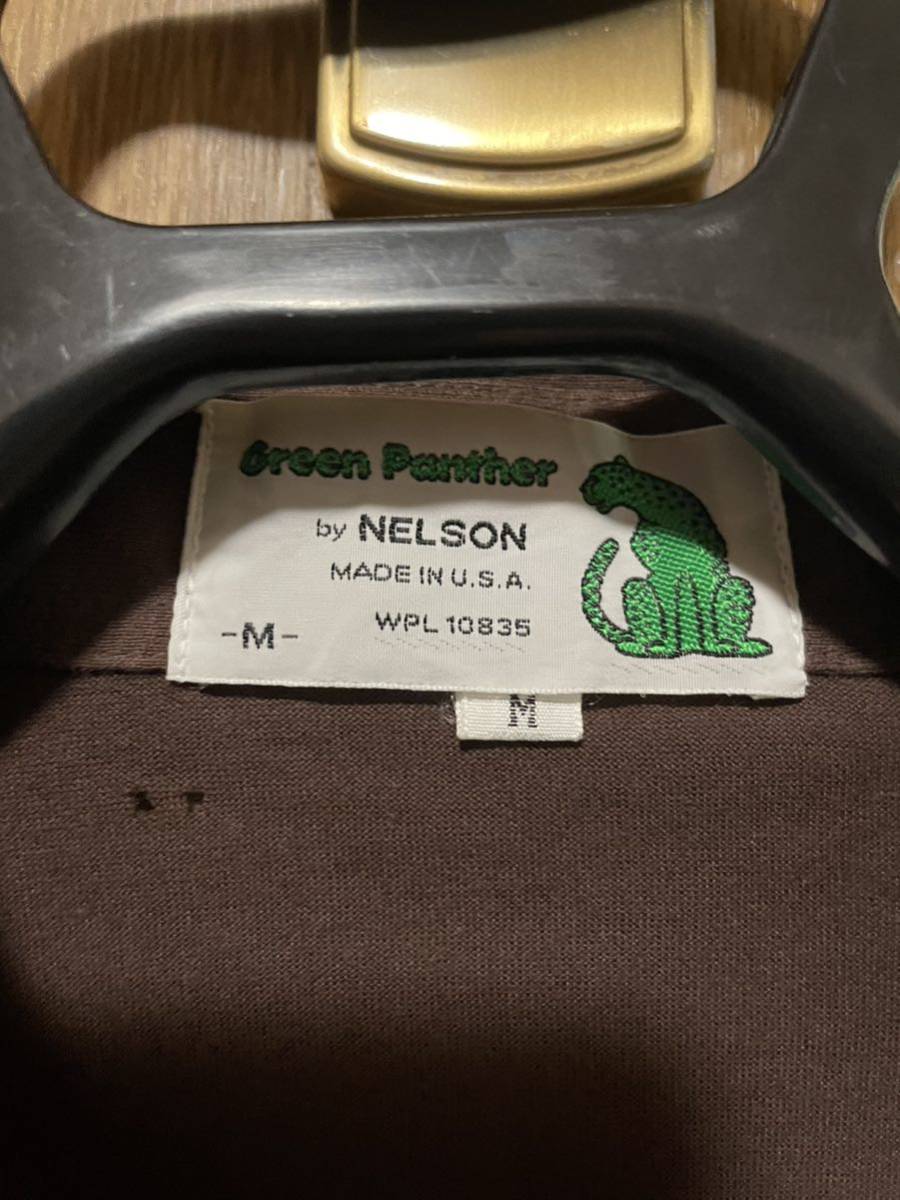 Green Panther
by NELSON
MADE IN U.S.A.
-M- WPL 10835
M